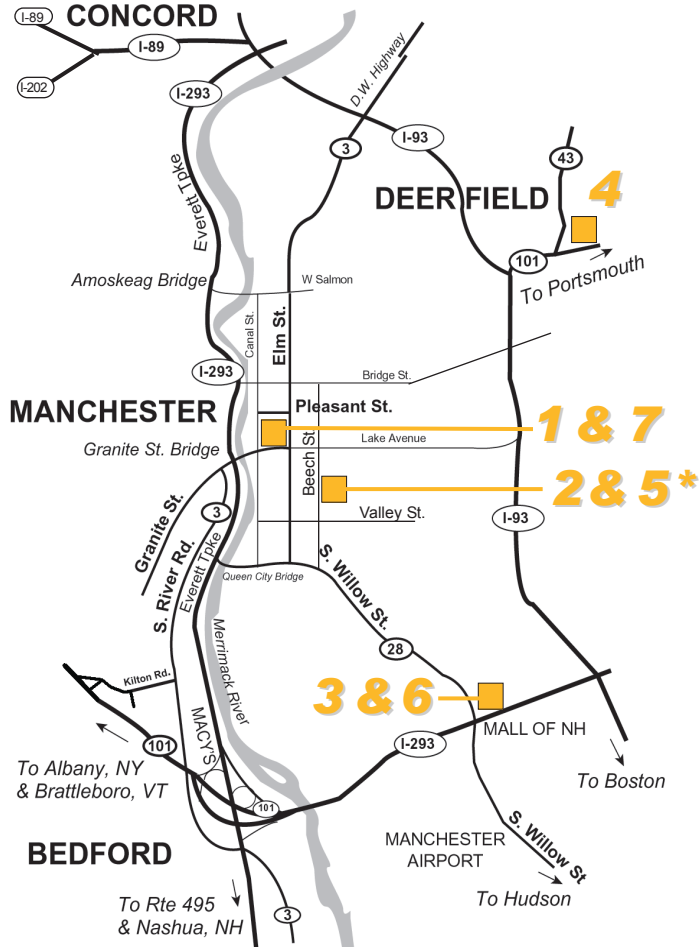 I-89
CONCORD
I-89
I-202
I-293
D.W. Highway
I-93
3
43
Everett Tpke
DEERFIELD
4
101
To Portsmouth
Amoskeag Bridge
W Salmon
Canal St.
Elm St.
I-293
Bridge St.
MANCHESTER
Pleasant St.
1 & 7
Granite St. Bridge
Lake Avenue
Beech St
2 & 5*
Granite St.
3
Valley St.
I-93
S. River Rd.
Everett Tpke
Queen City Bridge
S. Willow St.
Merrimack River
28
Kilton Rd.
3 & 6
MACY'S
MALL OF NH
101
I-293
To Albany, NY
& Brattleboro, VT
To Boston
101
BEDFORD
MANCHESTER
AIRPORT
S. Willow St
To Hudson
To Rte 495
& Nashua, NH
3